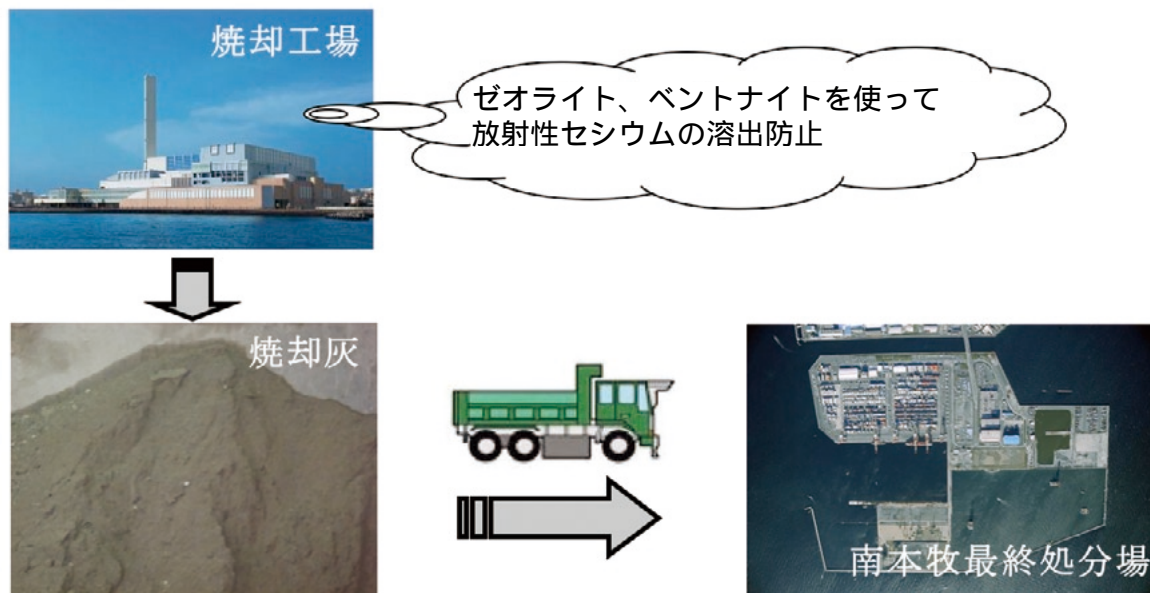 焼却工場
ゼオライト、ベントナイトを使って
放射性セシウムの溶出防止
焼却灰
南本牧最終処分場